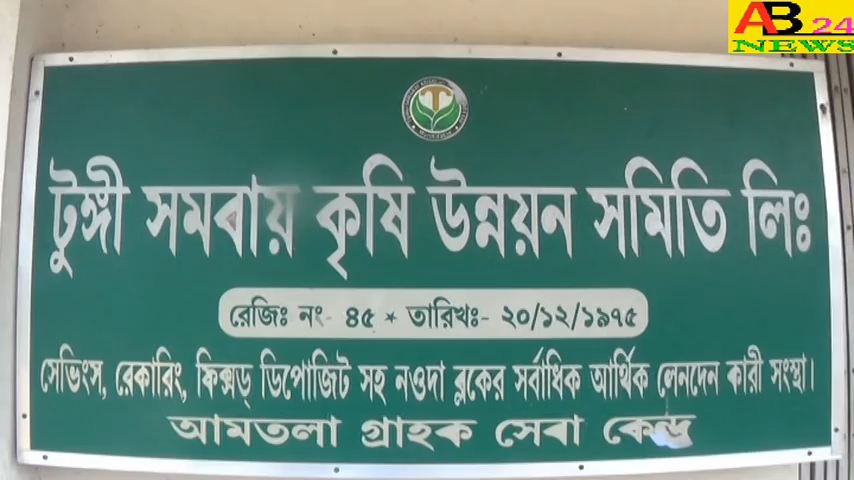 AB 24
NEWS
টুঙ্গী সমবায় কৃষি উন্নয়ন সমিতি লিঃ
রেজিঃ নং- ৪৫ * তারিখঃ- ২০/১২/১৯৭৫
সেভিংস, রেকারিং, ফিক্সড্ ডিপোজিট সহ নওদা ব্লকের সর্বাধিক আর্থিক লেনদেন কারী সংস্থা।
আমতলা গ্রাহক সেবা কেন্দ্র